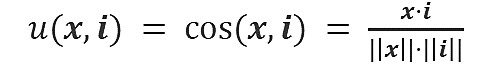 u(x, i) = cos(x, i) = x·i / ||x||·||i||